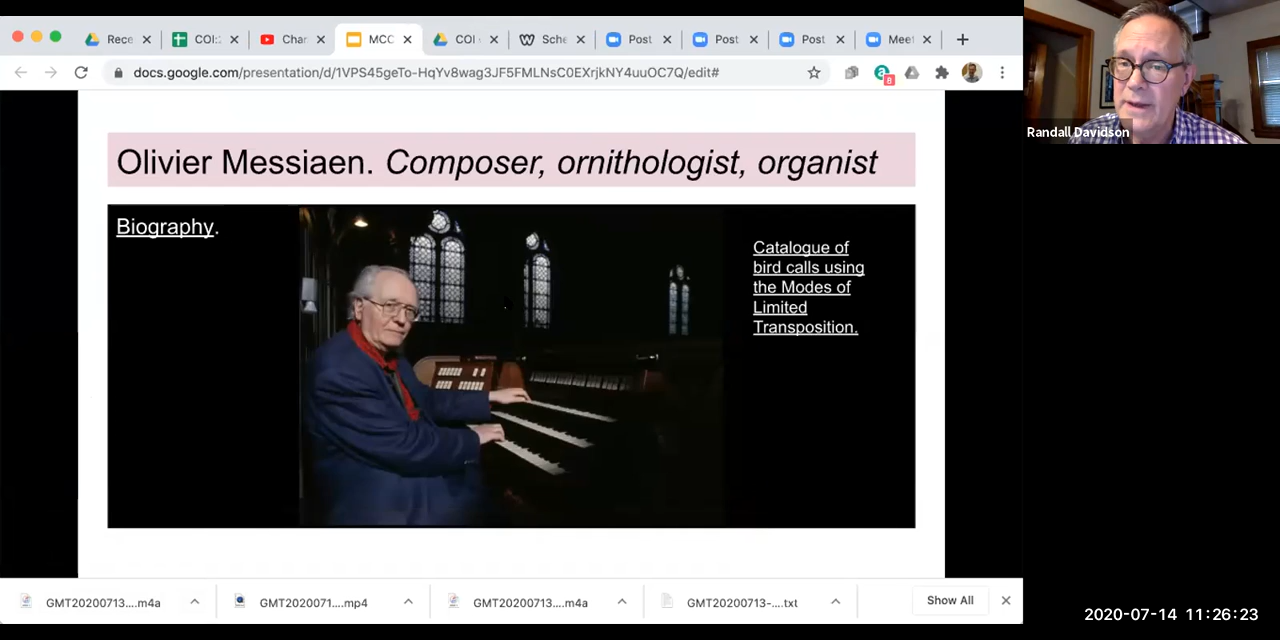 Rece
COI:
Char
MCC
COI
Sche
Post
Post
Post
Meet
docs.google.com/presentation/d/1VPS45geTo-HqYv8wag3JF5FMLNsC0EXrjkNY4uuOC7Q/edit#
Olivier Messiaen. Composer, ornithologist, organist
Biography.
Catalogue of
bird calls using
the Modes of
Limited
Transposition.
Randall Davidson
GMT20200713....m4a
GMT2020071....mp4
GMT20200713....m4a
GMT20200713-....txt
Show All
2020-07-14 11:26:23